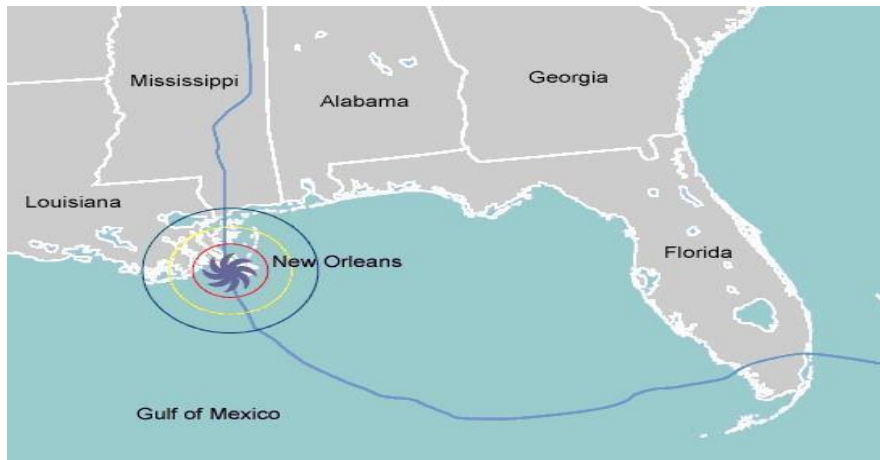 Georgia
Mississippi
Alabama
Louisiana
Florida
New Orleans
Gulf of Mexico